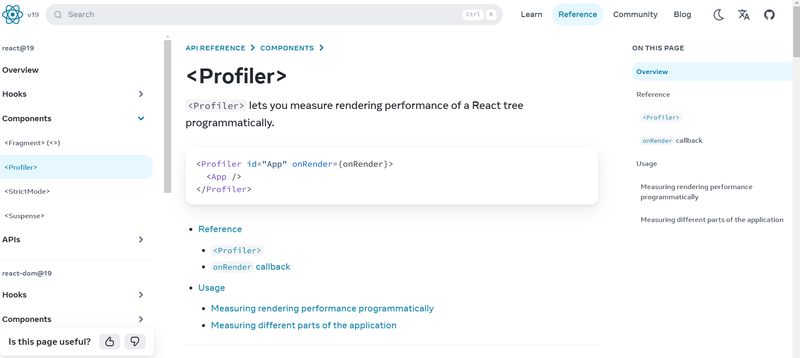 v19
Search
Ctrl K
Learn
Reference
Community
Blog
react@19
Overview
Hooks
Components
<Fragment> (<>)
<Profiler>
<StrictMode>
<Suspense>
APIs
react-dom@19
Hooks
Components
Is this page useful?
API REFERENCE
COMPONENTS
<Profiler>
<Profiler> lets you measure rendering performance of a React tree
programmatically.
<Profiler id="App" onRender={onRender}>
  <App />
</Profiler>
Reference
<Profiler>
onRender callback
Usage
Measuring rendering performance programmatically
Measuring different parts of the application
ON THIS PAGE
Overview
Reference
<Profiler>
onRender callback
Usage
Measuring rendering performance
programmatically
Measuring different parts of the application